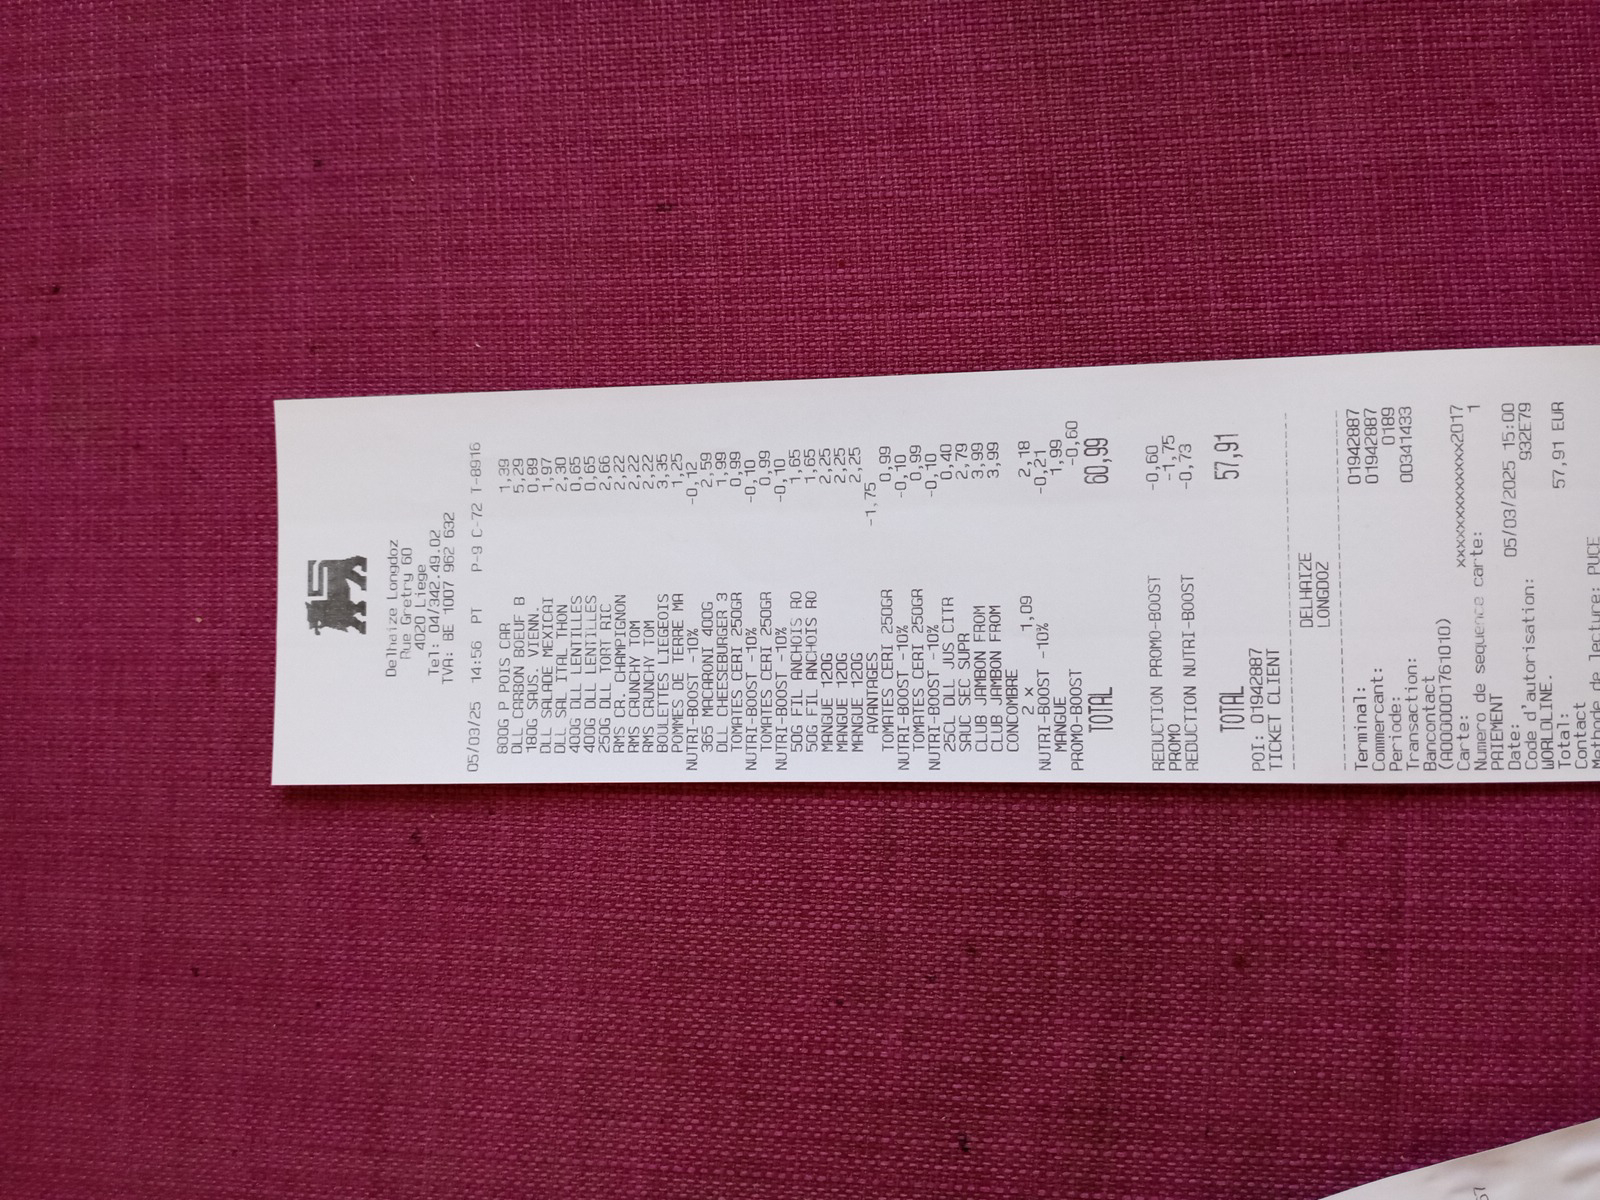 Delhaize Longdoz
Rue Gretry 60
4020 Liege
Tel: 04/342.49.02
TVA: BE 1007 962 632
05/03/25 14:56 PT P-9 C-72 T-8916
800G P POIS CAR 1,39
DLL CARBON BOEUF B 5,29
180G SAUS. VIENN. 0,89
DLL SALADE MEXICAI 1,97
DLL SAL ITAL THON 2,30
400G DLL LENTILLES 0,65
400G DLL LENTILLES 0,65
250G DLL TORT RIC 2,66
RMS CR. CHAMPIGNON 2,22
RMS CRUNCHY TOM 2,22
RMS CRUNCHY TOM 2,22
BOULETTES LIEGEOIS 3,35
POMMES DE TERRE MA 1,25
NUTRI-BOOST -10% -0,12
365 MACARONI 400G 2,59
DLL CHEESEBURGER 3 1,99
TOMATES CERI 250GR 0,99
NUTRI-BOOST -10% -0,10
TOMATES CERI 250GR 0,99
NUTRI-BOOST -10% -0,10
50G FIL ANCHOIS RO 1,65
50G FIL ANCHOIS RO 1,65
MANGUE 120G 2,25
MANGUE 120G 2,25
MANGUE 120G 2,25
AVANTAGES -1,75
TOMATES CERI 250GR 0,99
NUTRI-BOOST -10% -0,10
TOMATES CERI 250GR 0,99
NUTRI-BOOST -10% -0,10
25CL DLL JUS CITR 0,40
SAUC SEC SUPR 2,79
CLUB JAMBON FROM 3,99
CLUB JAMBON FROM 3,99
CONCOMBRE
2 x 1,09 2,18
NUTRI-BOOST -10% -0,21
MANGUE 1,99
PROMO-BOOST -0,60
TOTAL 60,99
REDUCTION PROMO-BOOST -0,60
PROMO -1,75
REDUCTION NUTRI-BOOST -0,73
TOTAL 57,91
POI: 01942887
TICKET CLIENT
DELHAIZE
LONGDOZ
Terminal: 01942887
Commercant: 01942887
Periode: 0189
Transaction: 00341433
Bancontact
(A0000001761010)
Carte: xxxxxxxxxxxxxxx2017
Numero de sequence carte: 1
PAIEMENT
Date: 05/03/2025 15:00
Code d'autorisation: 932E79
WORLDLINE.
Total: 57,91 EUR
Contact
Methode de lecture: PUCE
57